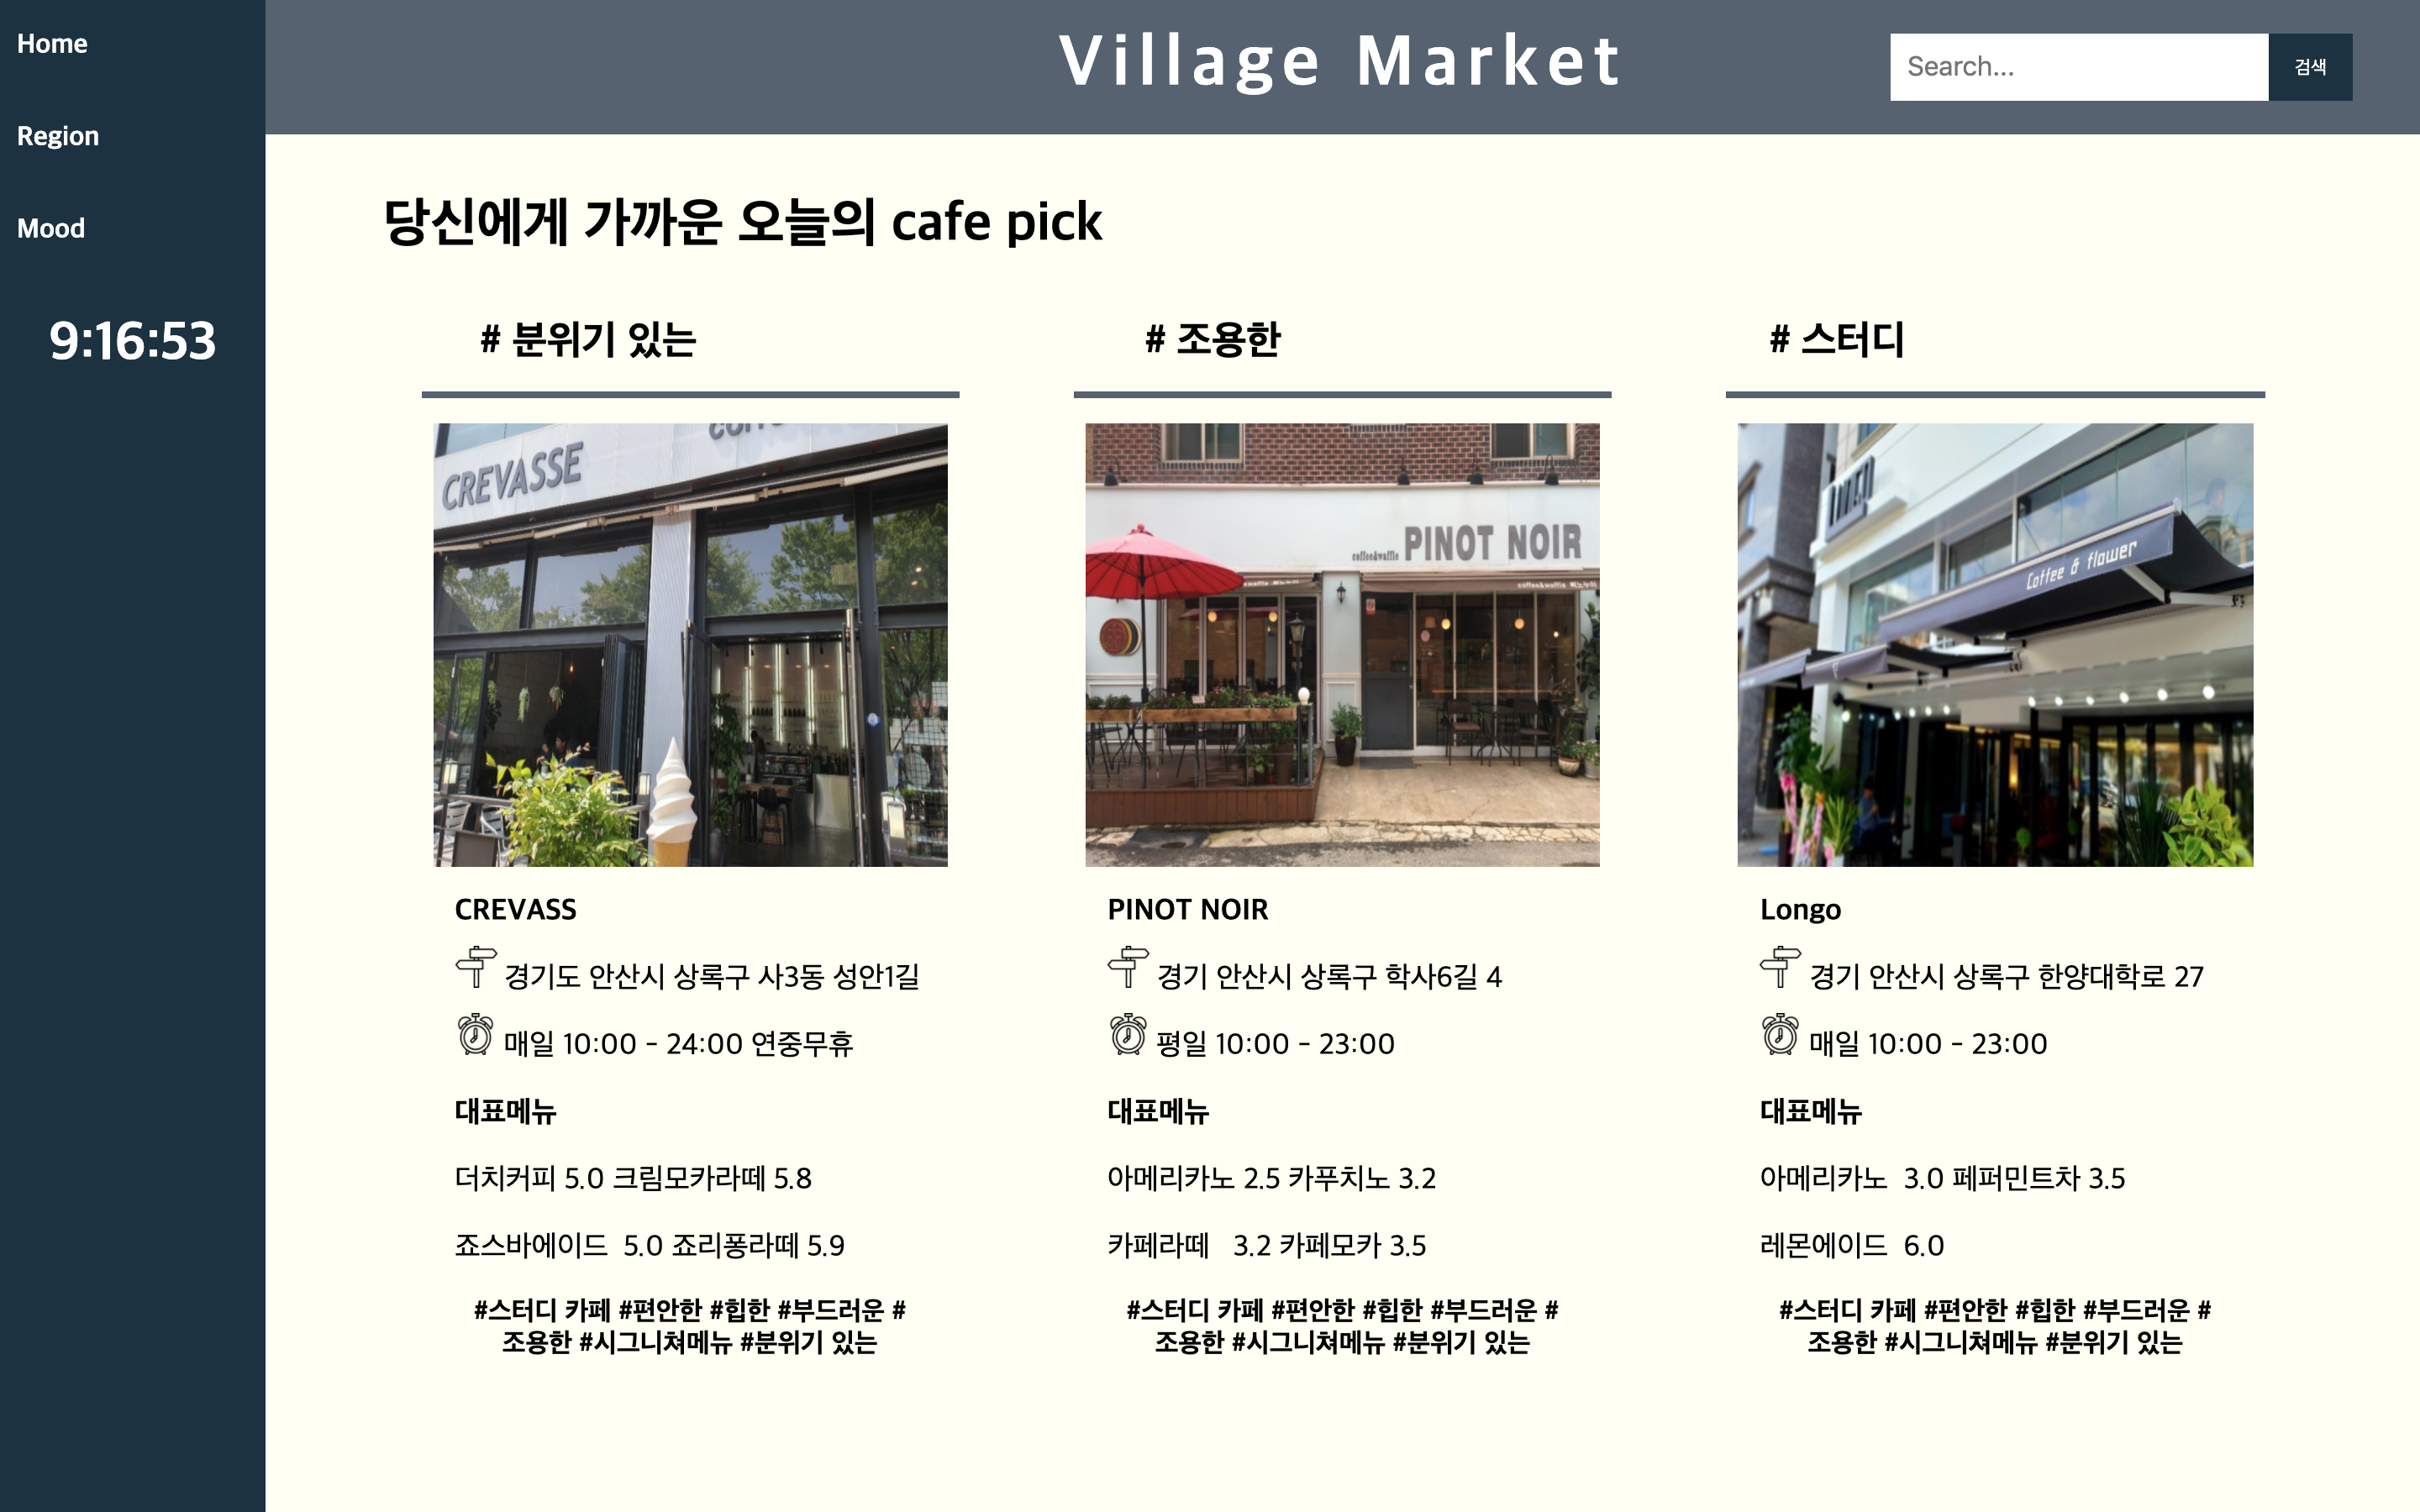 Home
Region
Mood
9:16:53
Village Market
Search...
검색
당신에게 가까운 오늘의 cafe pick
# 분위기 있는
CREVASSE
CREVASS
경기도 안산시 상록구 사3동 성안1길
매일 10:00 - 24:00 연중무휴
대표메뉴
더치커피 5.0 크림모카라떼 5.8
죠스바에이드 5.0 죠리퐁라떼 5.9
#스터디 카페 #편안한 #힙한 #부드러운 #
조용한 #시그니쳐메뉴 #분위기 있는
# 조용한
coffee&waffle PINOT NOIR
coffee&waffle
PINOT NOIR
경기 안산시 상록구 학사6길 4
평일 10:00 - 23:00
대표메뉴
아메리카노 2.5 카푸치노 3.2
카페라떼 3.2 카페모카 3.5
#스터디 카페 #편안한 #힙한 #부드러운 #
조용한 #시그니쳐메뉴 #분위기 있는
# 스터디
Coffee & flower
Longo
경기 안산시 상록구 한양대학로 27
매일 10:00 - 23:00
대표메뉴
아메리카노 3.0 페퍼민트차 3.5
레몬에이드 6.0
#스터디 카페 #편안한 #힙한 #부드러운 #
조용한 #시그니쳐메뉴 #분위기 있는